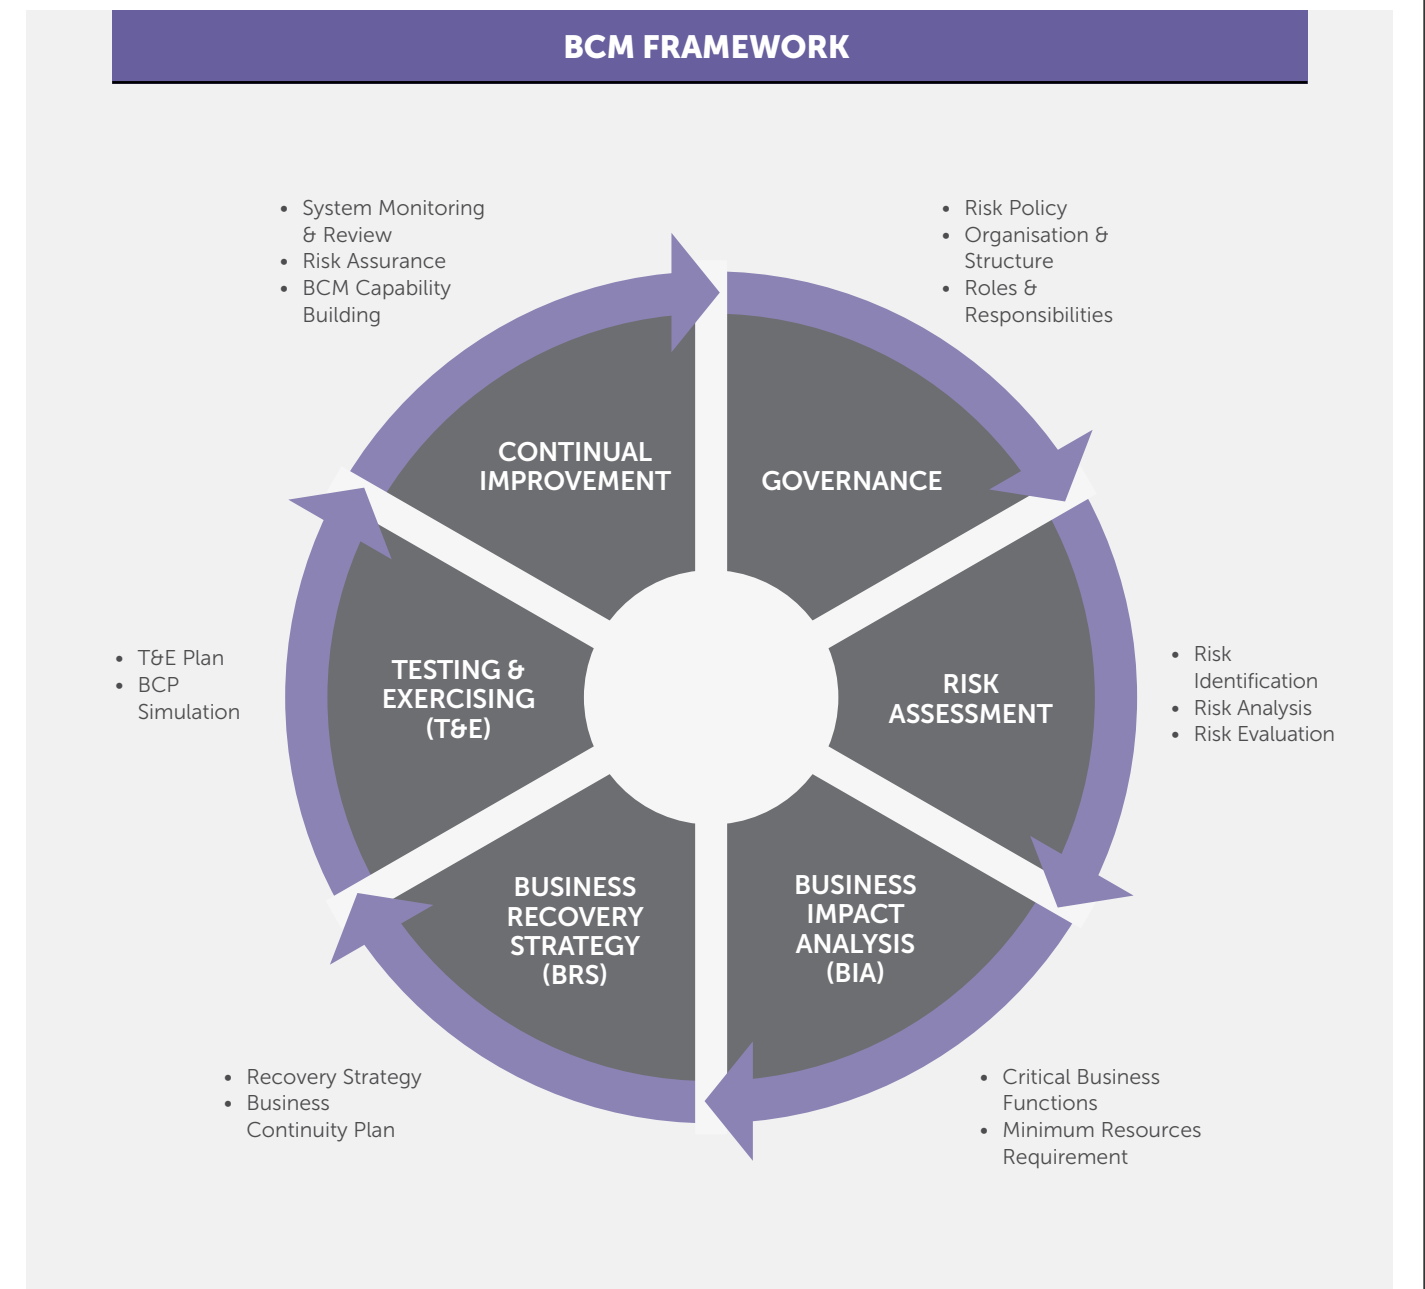 BCM FRAMEWORK
• System Monitoring
& Review
• Risk Assurance
• BCM Capability
Building
• Risk Policy
• Organisation &
Structure
• Roles &
Responsibilities
CONTINUAL
IMPROVEMENT
GOVERNANCE
• T&E Plan
• BCP
Simulation
TESTING &
EXERCISING
(T&E)
RISK
ASSESSMENT
• Risk
Identification
• Risk Analysis
• Risk Evaluation
BUSINESS
RECOVERY
STRATEGY
(BRS)
BUSINESS
IMPACT
ANALYSIS
(BIA)
• Recovery Strategy
• Business
Continuity Plan
• Critical Business
Functions
• Minimum Resources
Requirement